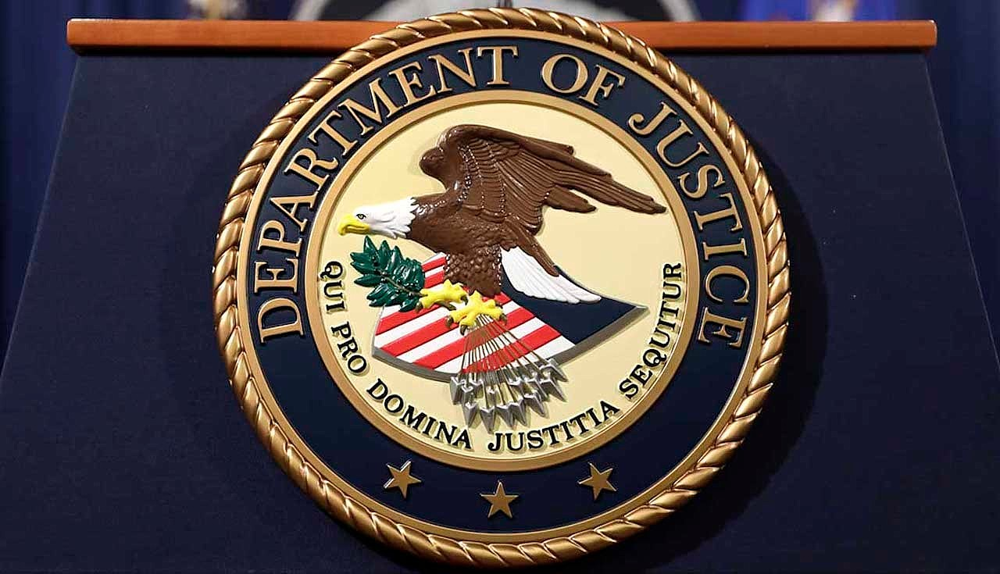 DEPARTMENT OF JUSTICE
QUI PRO DOMINA JUSTITIA SEQUITUR